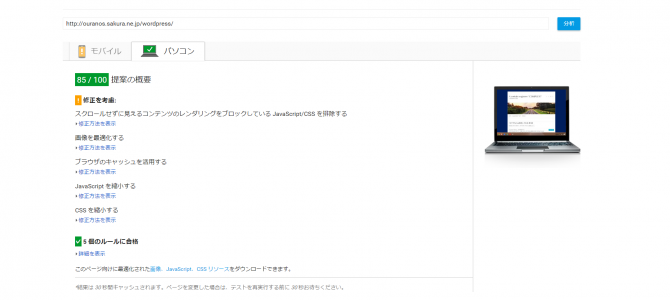 http://ouranos.sakura.ne.jp/wordpress/
分析
モバイル
パソコン
85 / 100 提案の概要
! 修正を考慮:
スクロールせずに見えるコンテンツのレンダリングをブロックしている JavaScript/CSS を排除する
修正方法を表示
画像を最適化する
修正方法を表示
ブラウザのキャッシュを活用する
修正方法を表示
JavaScript を縮小する
修正方法を表示
CSS を縮小する
修正方法を表示
5 個のルールに合格
詳細を表示
このページ向けに最適化された画像、JavaScript、CSS リソースをダウンロードできます。
*結果は 30 秒間キャッシュされます。ページを変更した場合は、テストを再実行する前に 30 秒お待ちください。